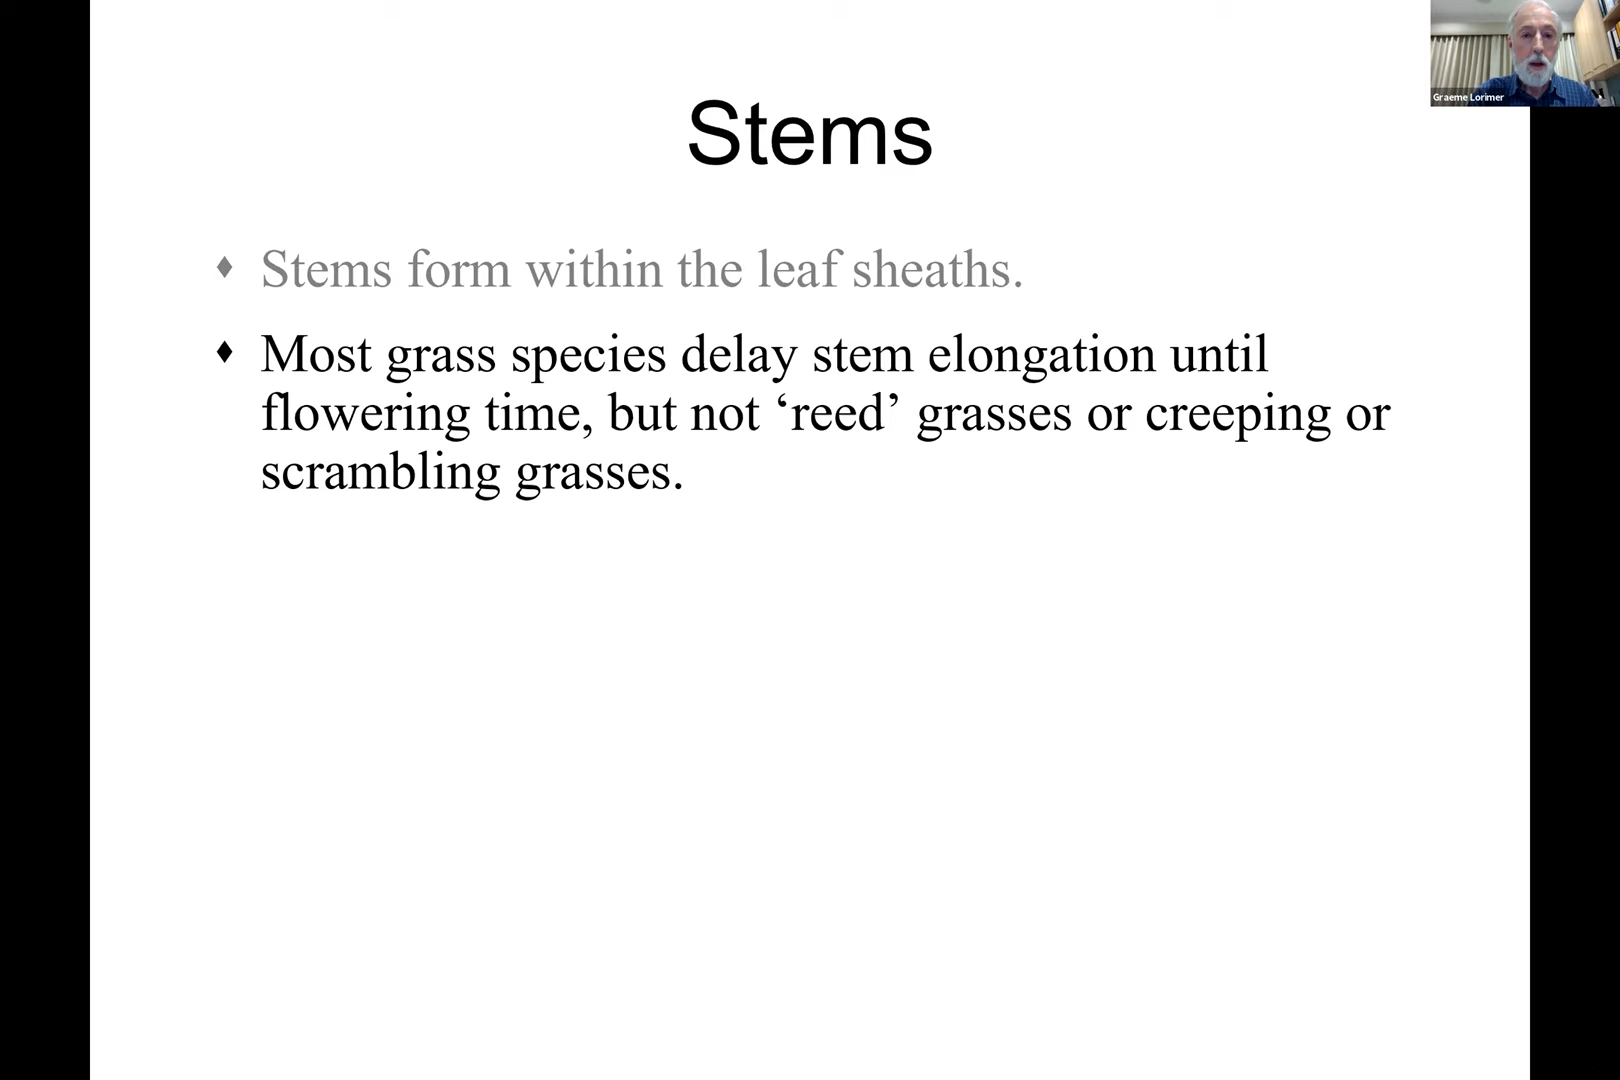 Graeme Lorimer
Stems
♦ Stems form within the leaf sheaths.
♦ Most grass species delay stem elongation until
flowering time, but not ‘reed’ grasses or creeping or
scrambling grasses.